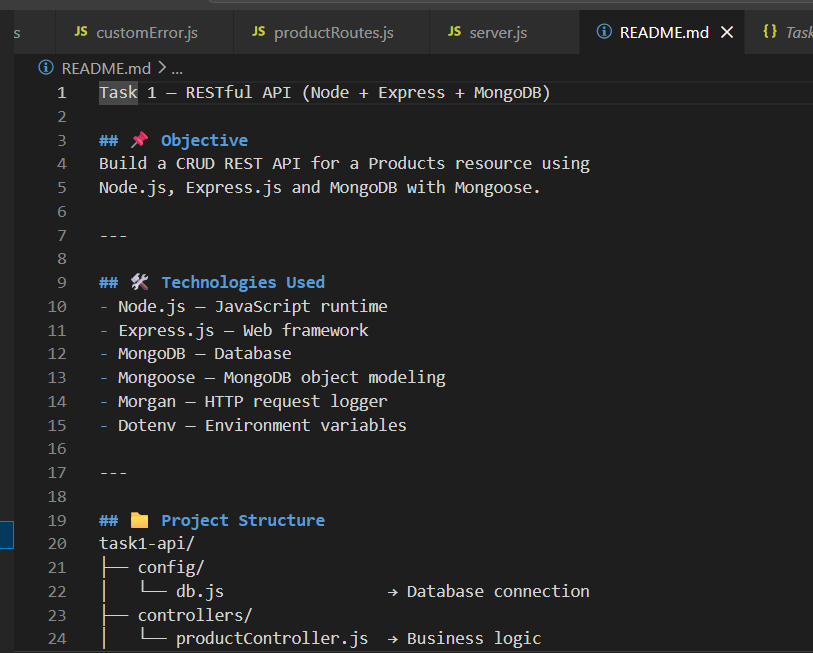 s
JS customError.js
JS productRoutes.js
JS server.js
README.md
{} Task
README.md > ...
1 Task 1 — RESTful API (Node + Express + MongoDB)
2
3 ## 📌 Objective
4 Build a CRUD REST API for a Products resource using
5 Node.js, Express.js and MongoDB with Mongoose.
6
7 ---
8
9 ## 🛠 Technologies Used
10 - Node.js — JavaScript runtime
11 - Express.js — Web framework
12 - MongoDB — Database
13 - Mongoose — MongoDB object modeling
14 - Morgan — HTTP request logger
15 - Dotenv — Environment variables
16
17 ---
18
19 ## 📁 Project Structure
20 task1-api/
21 ├── config/
22 │   └── db.js                 → Database connection
23 ├── controllers/
24 │   └── productController.js  → Business logic